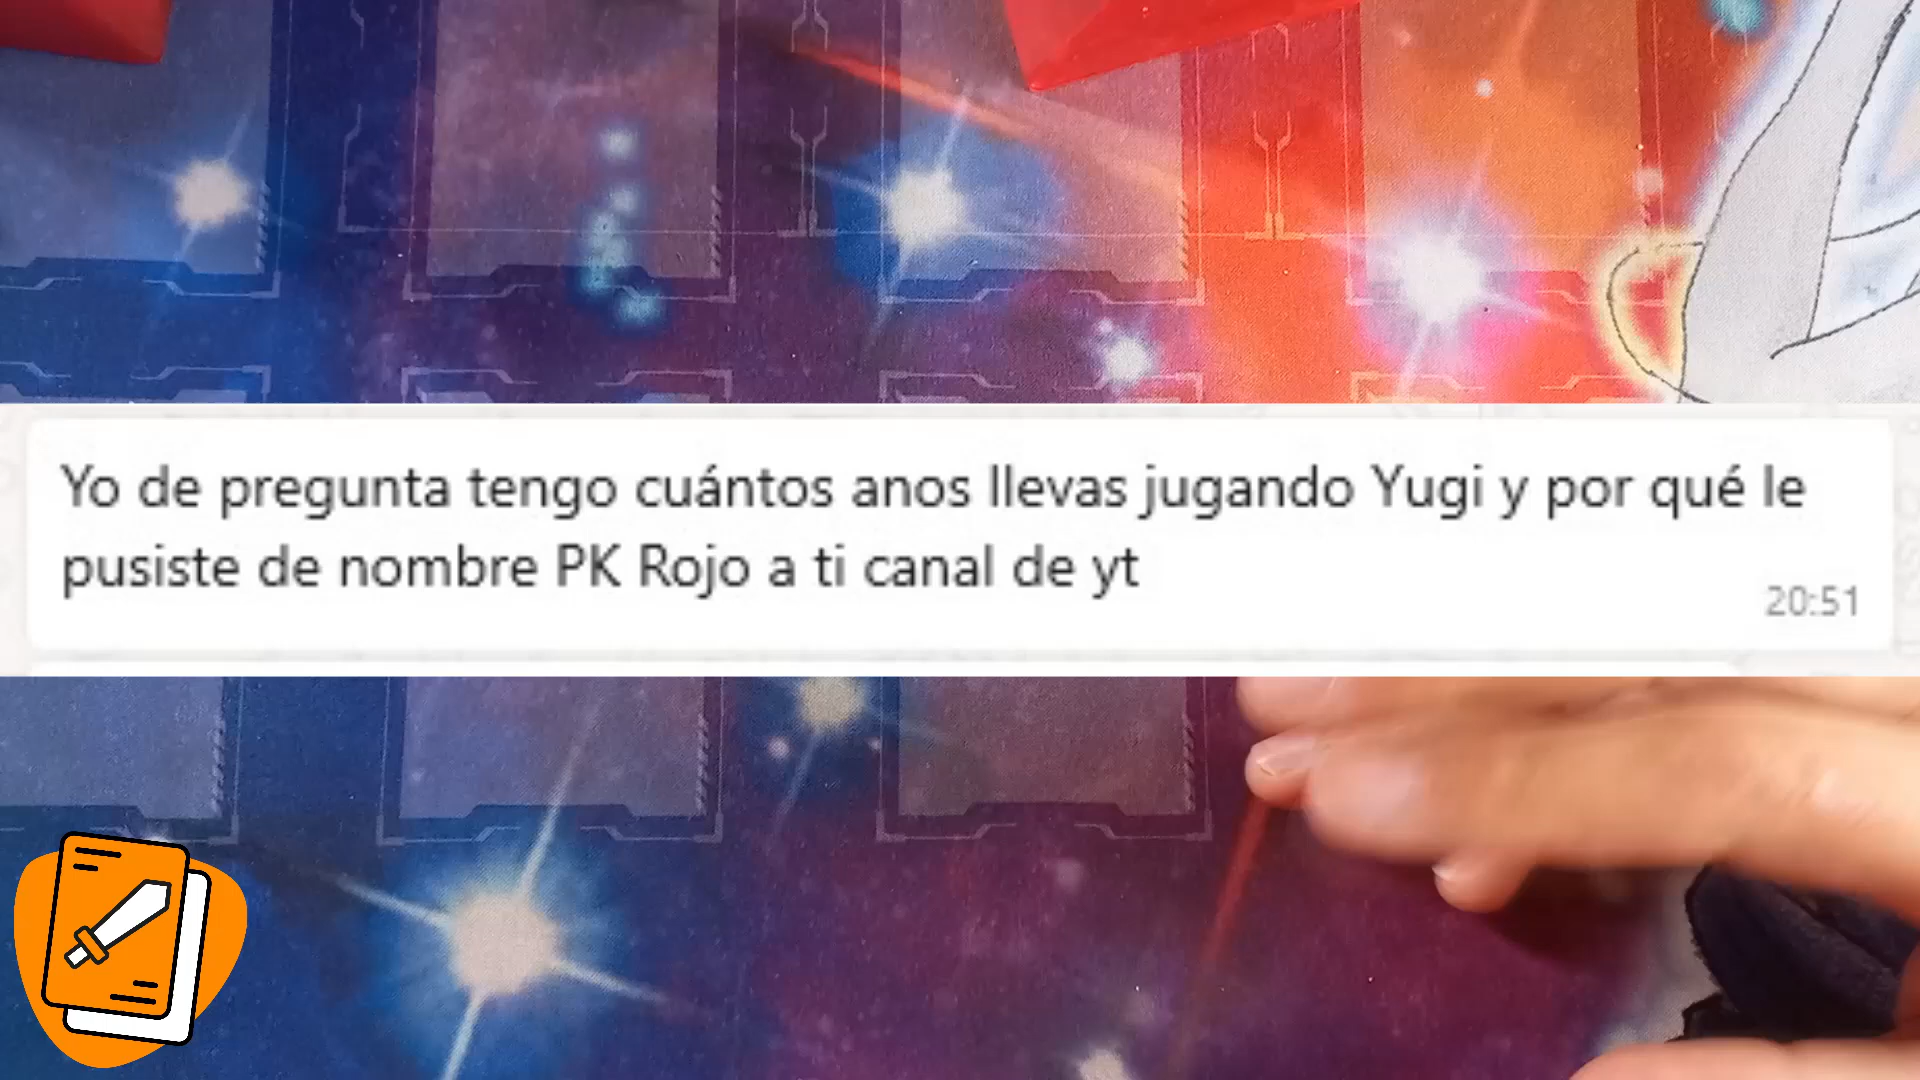 Yo de pregunta tengo cuántos anos llevas jugando Yugi y por qué le
pusiste de nombre PK Rojo a ti canal de yt
20:51